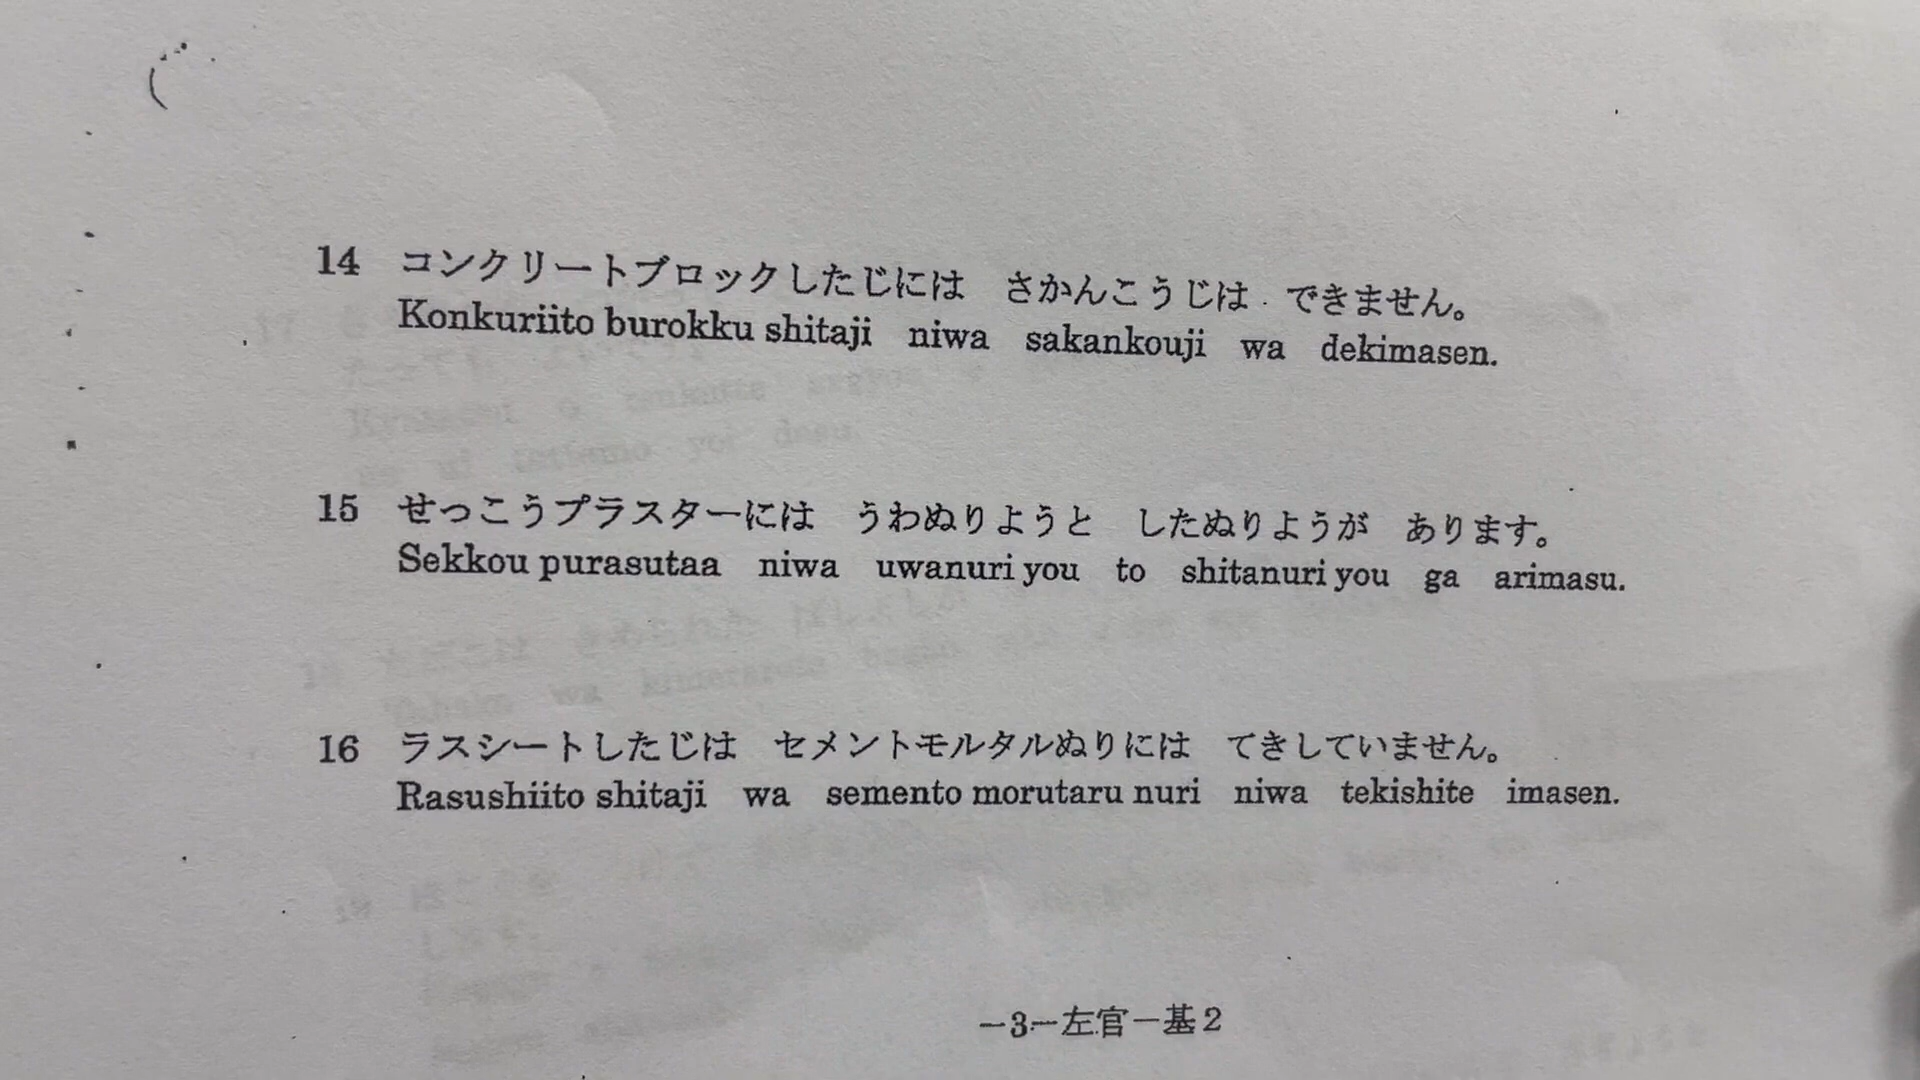 14 コンクリートブロックしたじには さかんこうじは できません。
Konkuriito burokku shitaji niwa sakankouji wa dekimasen.
15 せっこうプラスターには うわぬりようと したぬりようが あります。
Sekkou purasutaa niwa uwanuri you to shitanuri you ga arimasu.
16 ラスシートしたじは セメントモルタルぬりには てきしていません。
Rasushiito shitaji wa semento morutaru nuri niwa tekishite imasen.
－3－左官－基2